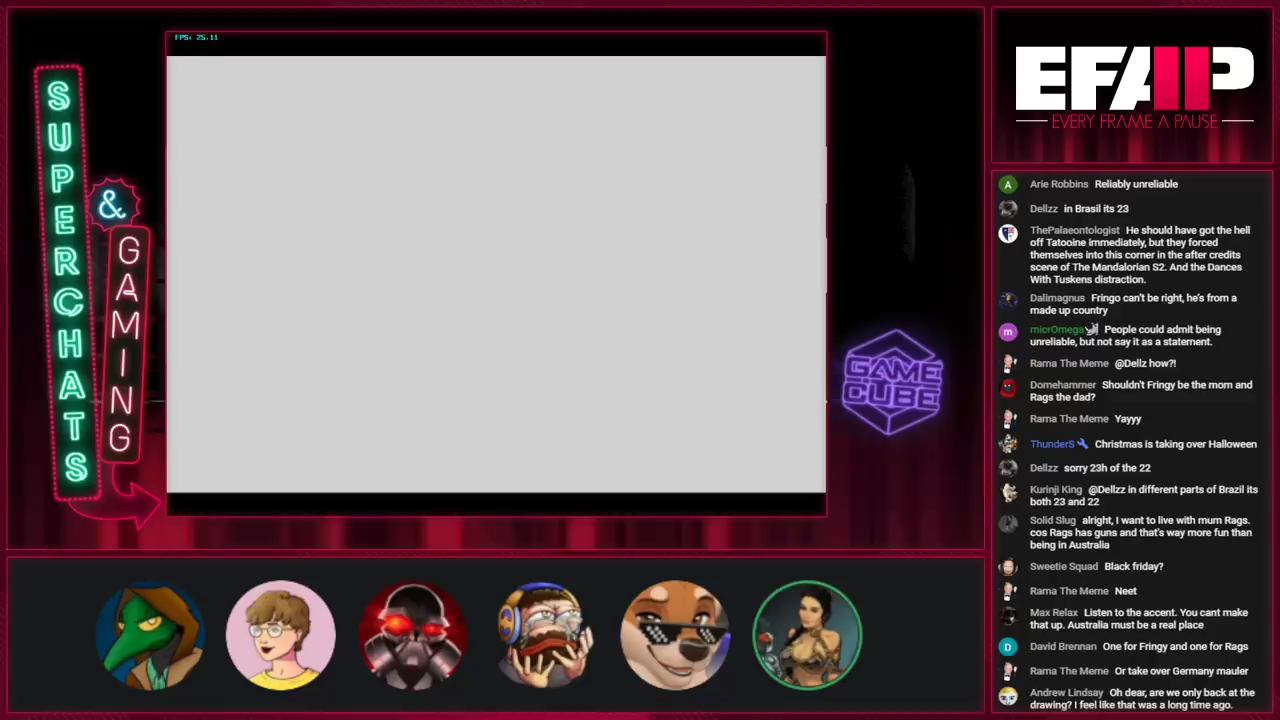 FPS: 25.11
SUPERCHATS
&
GAMING
GAME
CUBE
EFAP
EVERY FRAME A PAUSE
Arie Robbins Reliably unreliable
Dellzz in Brasil its 23
ThePalaeontologist He should have got the hell
off Tatooine immediately, but they forced
themselves into this corner in the after credits
scene of The Mandalorian S2. And the Dances
With Tuskens distraction.
Dalimagnus Fringo can't be right, he's from a
made up country
micrOmega People could admit being
unreliable, but not say it as a statement.
Rama The Meme @Dellz how?!
Domehammer Shouldn't Fringy be the mom and
Rags the dad?
Rama The Meme Yayyy
ThunderS Christmas is taking over Halloween
Dellzz sorry 23h of the 22
Kurinji King @Dellzz in different parts of Brazil its
both 23 and 22
Solid Slug alright, I want to live with mum Rags.
cos Rags has guns and that's way more fun than
being in Australia
Sweetie Squad Black friday?
Rama The Meme Neet
Max Relax Listen to the accent. You cant make
that up. Australia must be a real place
David Brennan One for Fringy and one for Rags
Rama The Meme Or take over Germany mauler
Andrew Lindsay Oh dear, are we only back at the
drawing? I feel like that was a long time ago.